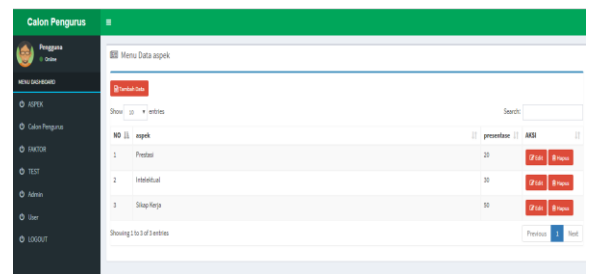 Calon Pengurus
Pengguna
Online
MENU DASHBOARD
ASPEK
Calon Pengurus
FAKTOR
TEST
Admin
User
LOGOUT
Menu Data aspek
Tambah Data
Show 10 entries
Search:
NO aspek presentase AKSI
1 Prestasi 20 Edit Hapus
2 Intelektual 30 Edit Hapus
3 Sikap Kerja 50 Edit Hapus
Showing 1 to 3 of 3 entries
Previous 1 Next